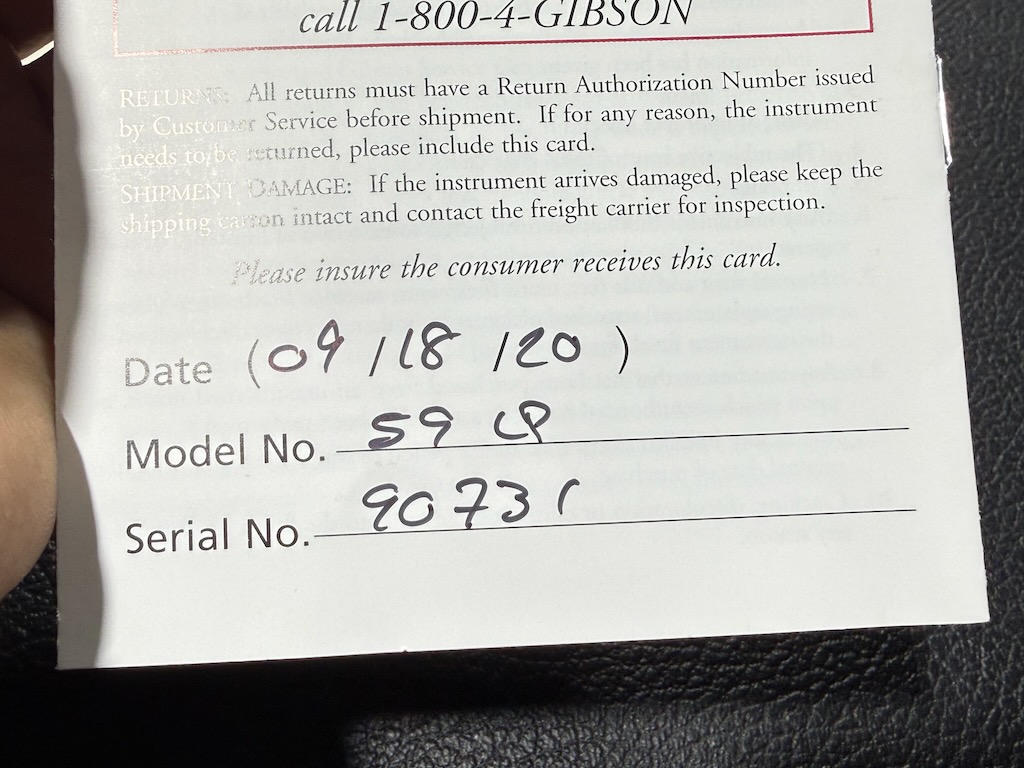 call 1-800-4-GIBSON
RETURNS: All returns must have a Return Authorization Number issued
by Customer Service before shipment. If for any reason, the instrument
needs to be returned, please include this card.
SHIPMENT DAMAGE: If the instrument arrives damaged, please keep the
shipping carton intact and contact the freight carrier for inspection.
Please insure the consumer receives this card.
Date (09/18/20)
Model No. 59 LP
Serial No. 90731